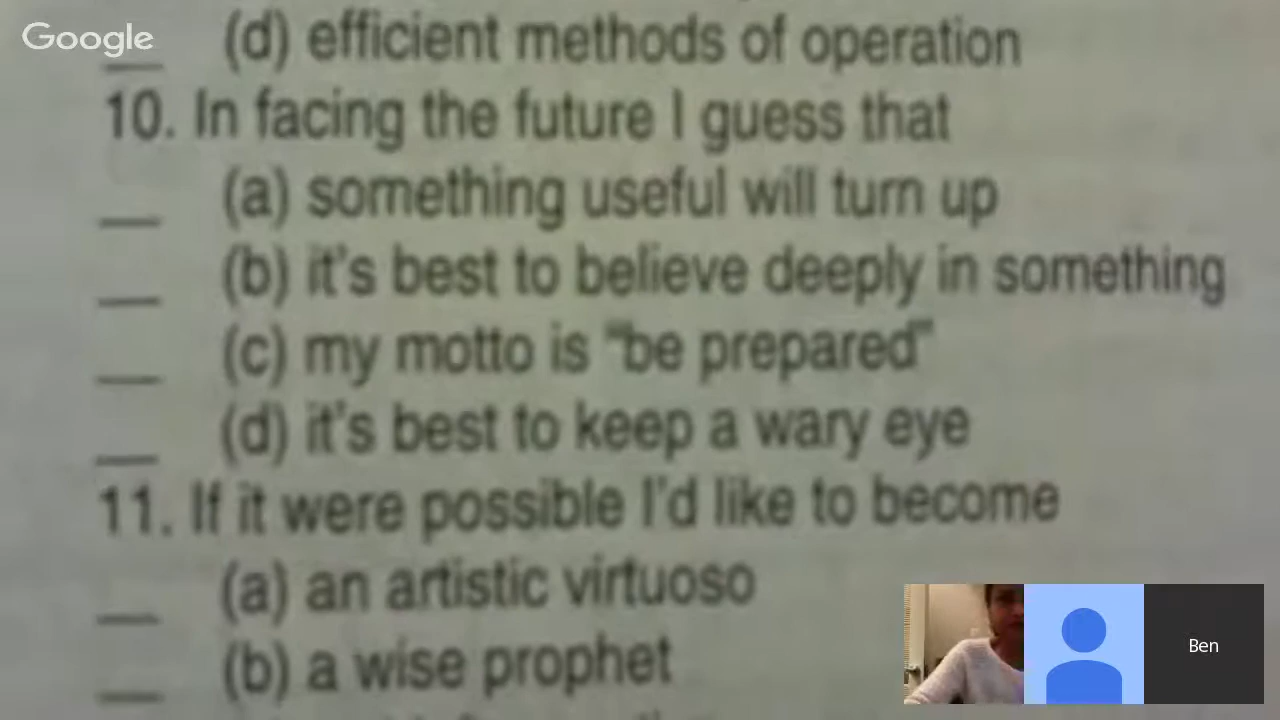 Google
(d) efficient methods of operation
10. In facing the future I guess that
(a) something useful will turn up
(b) it's best to believe deeply in something
(c) my motto is "be prepared"
(d) it's best to keep a wary eye
11. If it were possible I'd like to become
(a) an artistic virtuoso
(b) a wise prophet
Ben